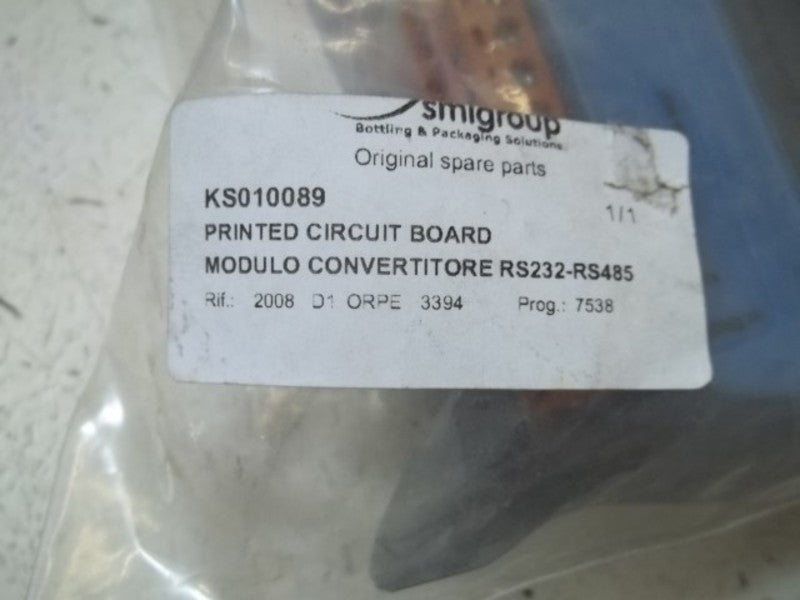 smigroup
Bottling & Packaging Solutions
Original spare parts
KS010089
1/1
PRINTED CIRCUIT BOARD
MODULO CONVERTITORE RS232-RS485
Rif.: 2008 D1 ORPE 3394 Prog.: 7538